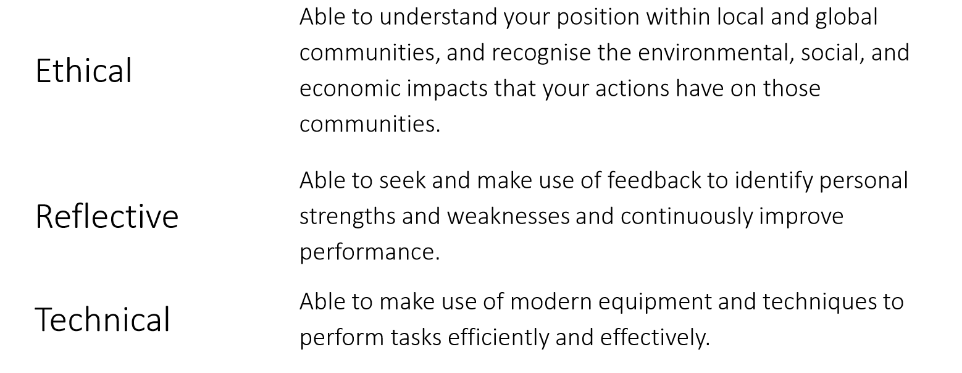 Ethical
Able to understand your position within local and global
communities, and recognise the environmental, social, and
economic impacts that your actions have on those
communities.
Reflective
Able to seek and make use of feedback to identify personal
strengths and weaknesses and continuously improve
performance.
Technical
Able to make use of modern equipment and techniques to
perform tasks efficiently and effectively.